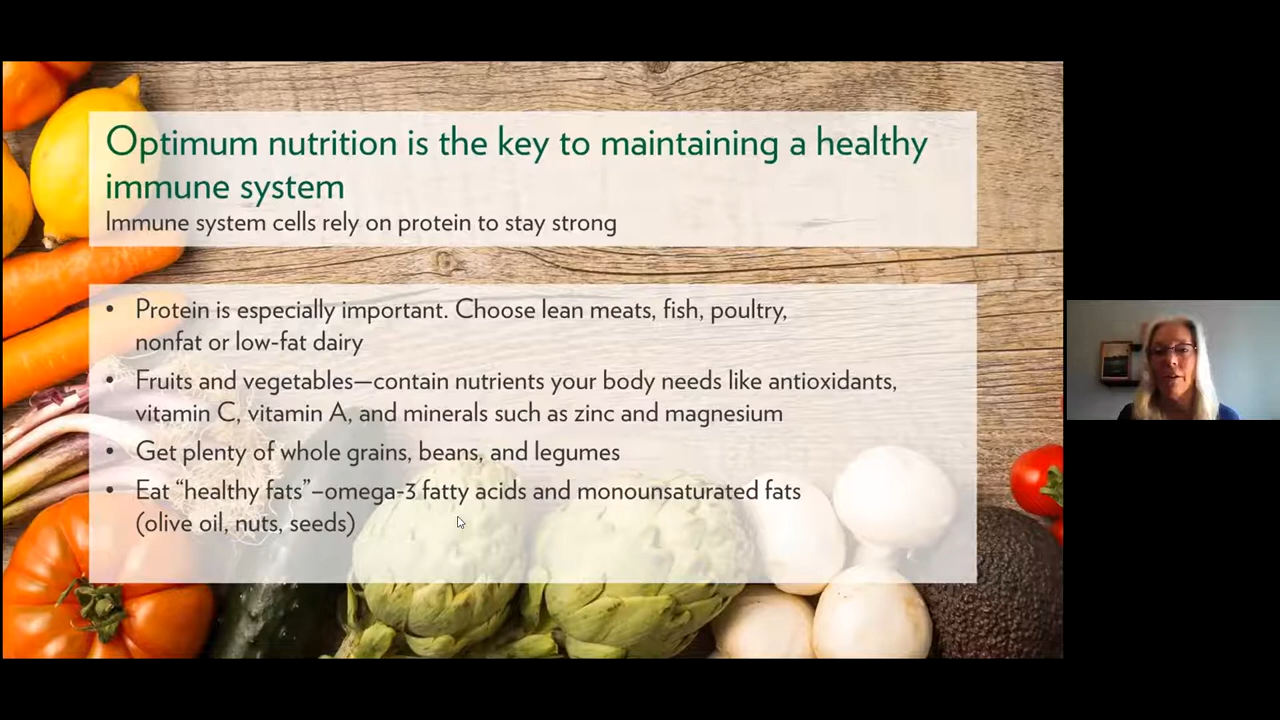 Optimum nutrition is the key to maintaining a healthy
immune system
Immune system cells rely on protein to stay strong
• Protein is especially important. Choose lean meats, fish, poultry,
nonfat or low-fat dairy
• Fruits and vegetables—contain nutrients your body needs like antioxidants,
vitamin C, vitamin A, and minerals such as zinc and magnesium
• Get plenty of whole grains, beans, and legumes
• Eat “healthy fats”–omega-3 fatty acids and monounsaturated fats
(olive oil, nuts, seeds)